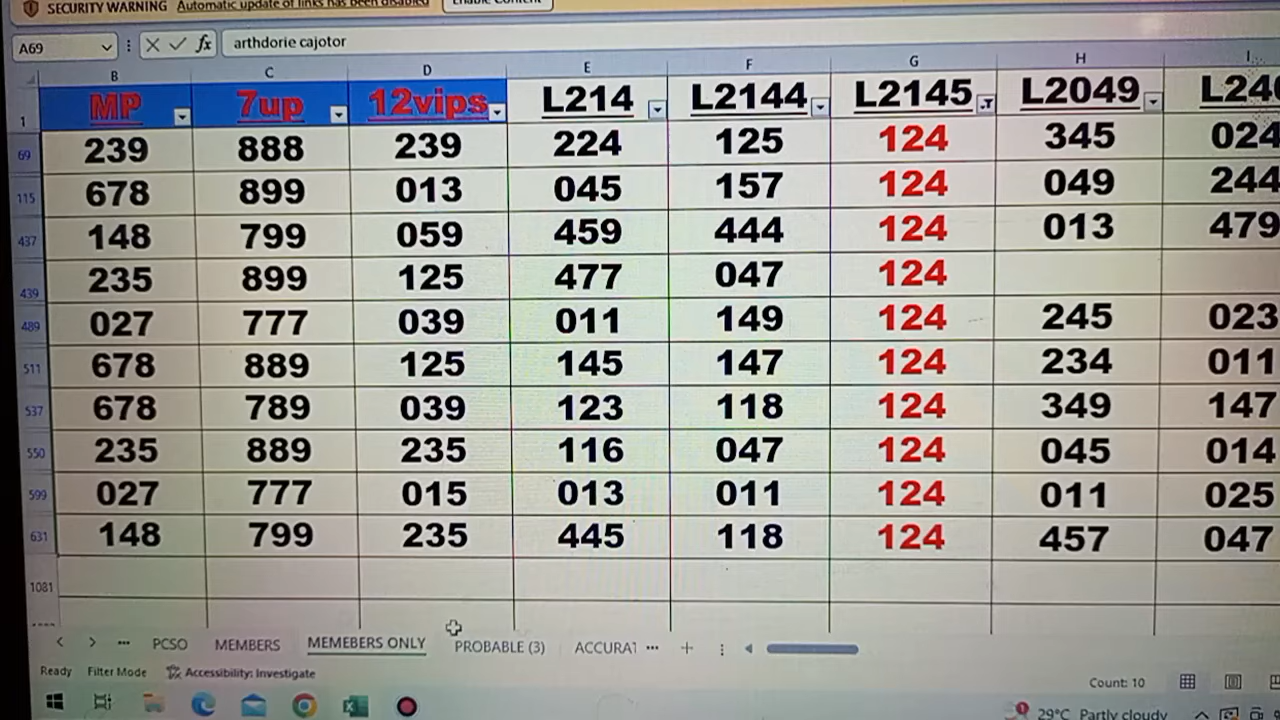 SECURITY WARNING Automatic update of links has been disabled Enable Content
A69 fx arthdorie cajotor
B C D E F G H I
1 MP 7up 12vips L214 L2144 L2145 L2049
69 239 888 239 224 125 124 345 024
115 678 899 013 045 157 124 049 244
437 148 799 059 459 444 124 013 479
439 235 899 125 477 047 124
489 027 777 039 011 149 124 245 023
511 678 889 125 145 147 124 234 011
537 678 789 039 123 118 124 349 147
550 235 889 235 116 047 124 045 014
599 027 777 015 013 011 124 011 025
631 148 799 235 445 118 124 457 047
1081
PCSO MEMBERS MEMEBERS ONLY PROBABLE (3) ACCURAT
Ready Filter Mode Accessibility: Investigate Count: 10
29°C Partly cloudy